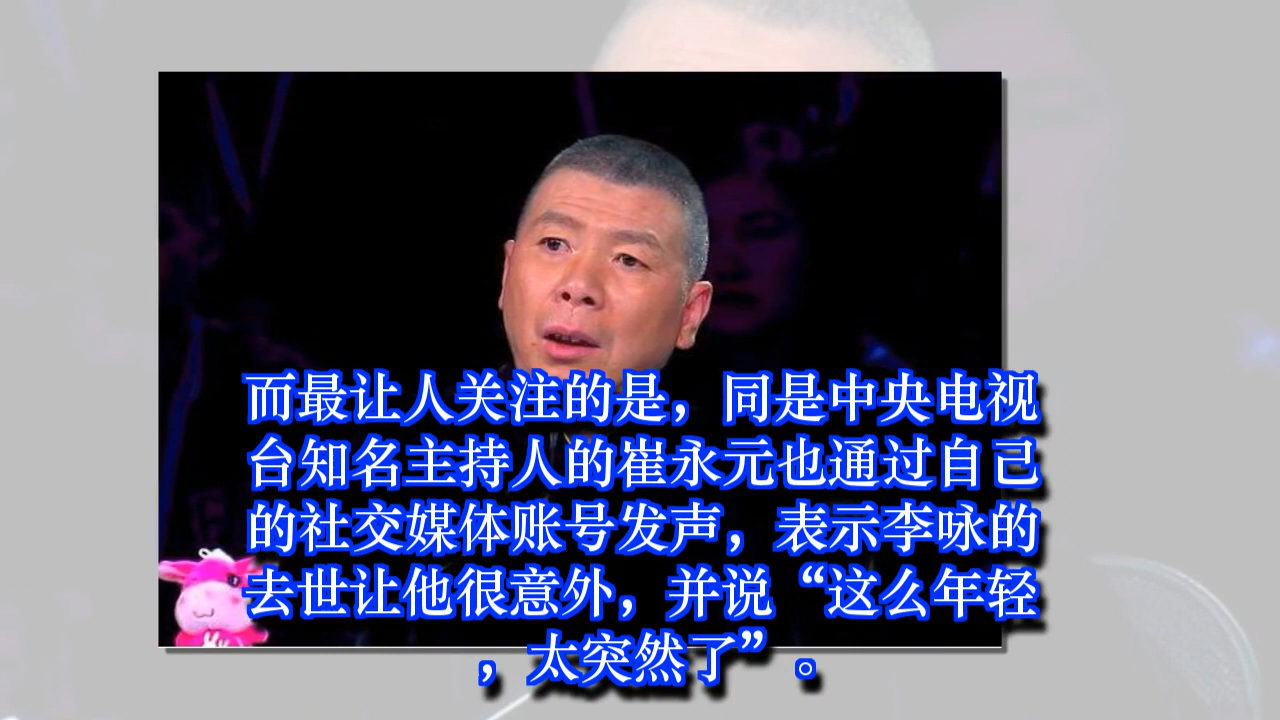 而最让人关注的是，同是中央电视
台知名主持人的崔永元也通过自己
的社交媒体账号发声，表示李咏的
去世让他很意外，并说“这么年轻
，太突然了”。